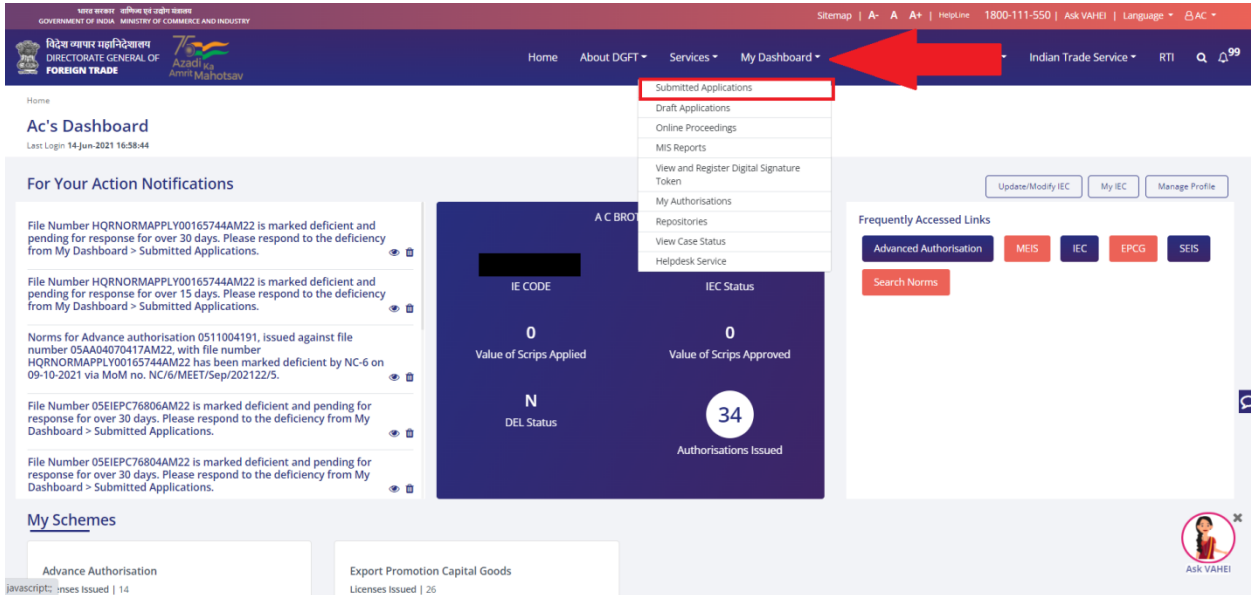 भारत सरकार वाणिज्य एवं उद्योग मंत्रालय
GOVERNMENT OF INDIA MINISTRY OF COMMERCE AND INDUSTRY
Sitemap | A- A A+ | HelpLine 1800-111-550 | Ask VAHEI | Language AC
विदेश व्यापार महानिदेशालय
DIRECTORATE GENERAL OF
FOREIGN TRADE
Azadi Ka
Amrit Mahotsav
Home About DGFT Services My Dashboard Indian Trade Service RTI 99
Submitted Applications
Draft Applications
Online Proceedings
MIS Reports
View and Register Digital Signature
Token
My Authorisations
Repositories
View Case Status
Helpdesk Service
Home
Ac's Dashboard
Last Login 14-Jun-2021 16:58:44
For Your Action Notifications
Update/Modify IEC My IEC Manage Profile
File Number HQRNORMAPPLY00165744AM22 is marked deficient and
pending for response for over 30 days. Please respond to the deficiency
from My Dashboard > Submitted Applications.
File Number HQRNORMAPPLY00165744AM22 is marked deficient and
pending for response for over 15 days. Please respond to the deficiency
from My Dashboard > Submitted Applications.
Norms for Advance authorisation 0511004191, issued against file
number 05AA04070417AM22, with file number
HQRNORMAPPLY00165744AM22 has been marked deficient by NC-6 on
09-10-2021 via MoM no. NC/6/MEET/Sep/202122/5.
File Number 05EIEPC76806AM22 is marked deficient and pending for
response for over 30 days. Please respond to the deficiency from My
Dashboard > Submitted Applications.
File Number 05EIEPC76804AM22 is marked deficient and pending for
response for over 30 days. Please respond to the deficiency from My
Dashboard > Submitted Applications.
A C BROT
IE CODE IEC Status
0 0
Value of Scrips Applied Value of Scrips Approved
N 34
DEL Status Authorisations Issued
Frequently Accessed Links
Advanced Authorisation MEIS IEC EPCG SEIS
Search Norms
My Schemes
Advance Authorisation
enses Issued | 14
Export Promotion Capital Goods
Licenses Issued | 26
Ask VAHEI
javascript:;